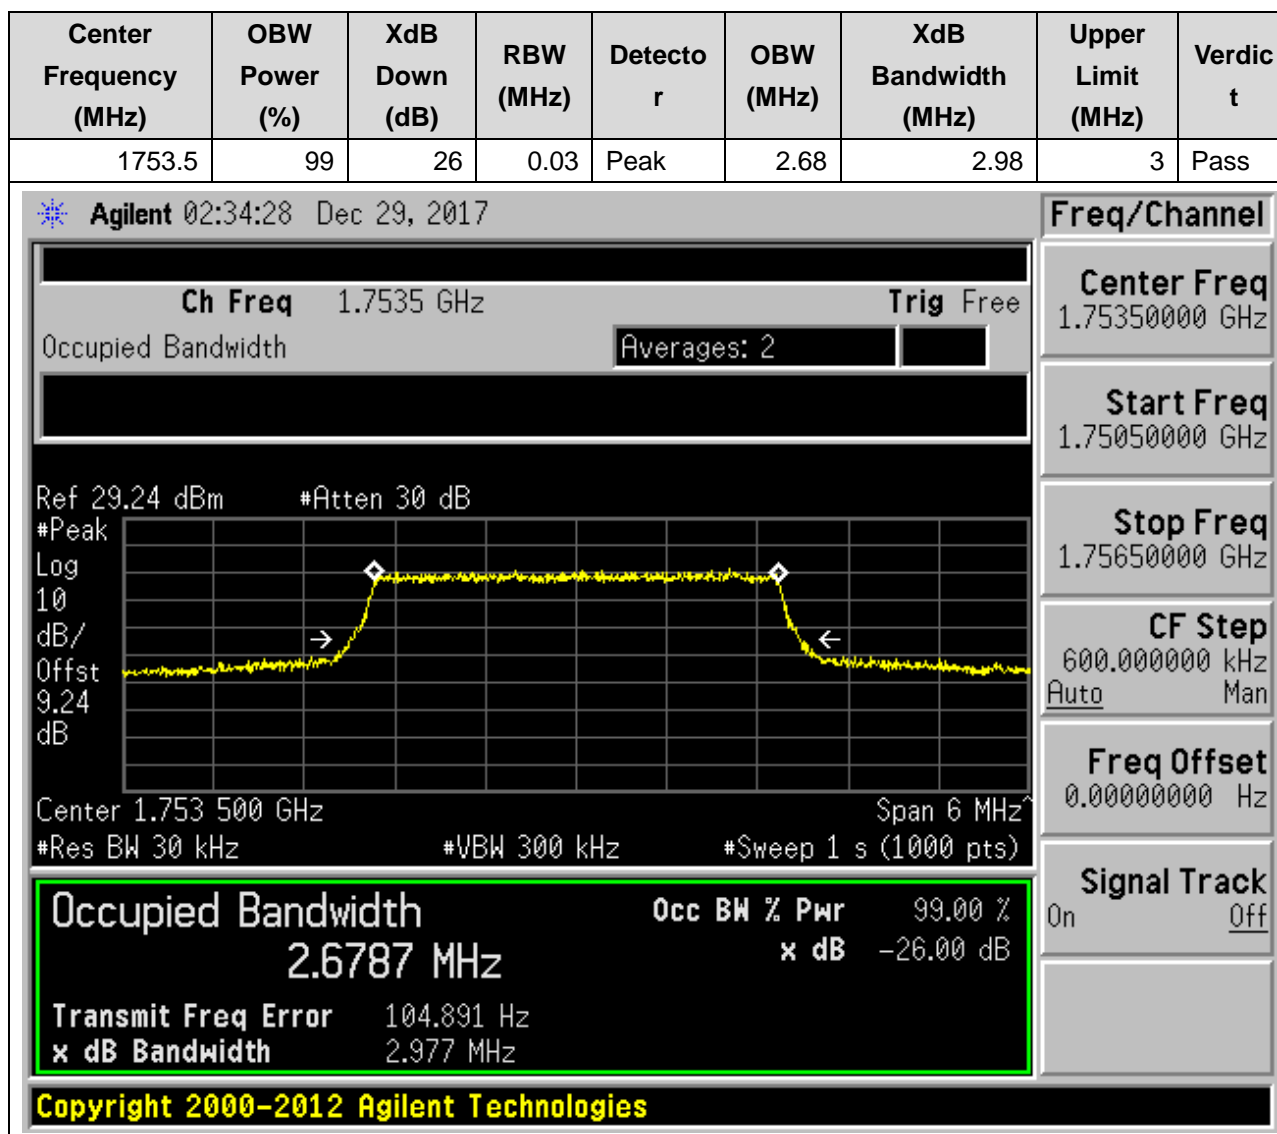 Center Frequency (MHz) OBW Power (%) XdB Down (dB) RBW (MHz) Detecto r OBW (MHz) XdB Bandwidth (MHz) Upper Limit (MHz) Verdic t
1753.5 99 26 0.03 Peak 2.68 2.98 3 Pass
Agilent 02:34:28 Dec 29, 2017
Ch Freq 1.7535 GHz Trig Free
Occupied Bandwidth Averages: 2
Ref 29.24 dBm #Atten 30 dB
#Peak
Log
10
dB/
Offst
9.24
dB
Center 1.753 500 GHz Span 6 MHz^
#Res BW 30 kHz #VBW 300 kHz #Sweep 1 s (1000 pts)
Occupied Bandwidth Occ BW % Pwr 99.00 %
2.6787 MHz x dB -26.00 dB
Transmit Freq Error 104.891 Hz
x dB Bandwidth 2.977 MHz
Copyright 2000-2012 Agilent Technologies
Freq/Channel
Center Freq
1.75350000 GHz
Start Freq
1.75050000 GHz
Stop Freq
1.75650000 GHz
CF Step
600.000000 kHz
Auto Man
Freq Offset
0.00000000 Hz
Signal Track
On Off